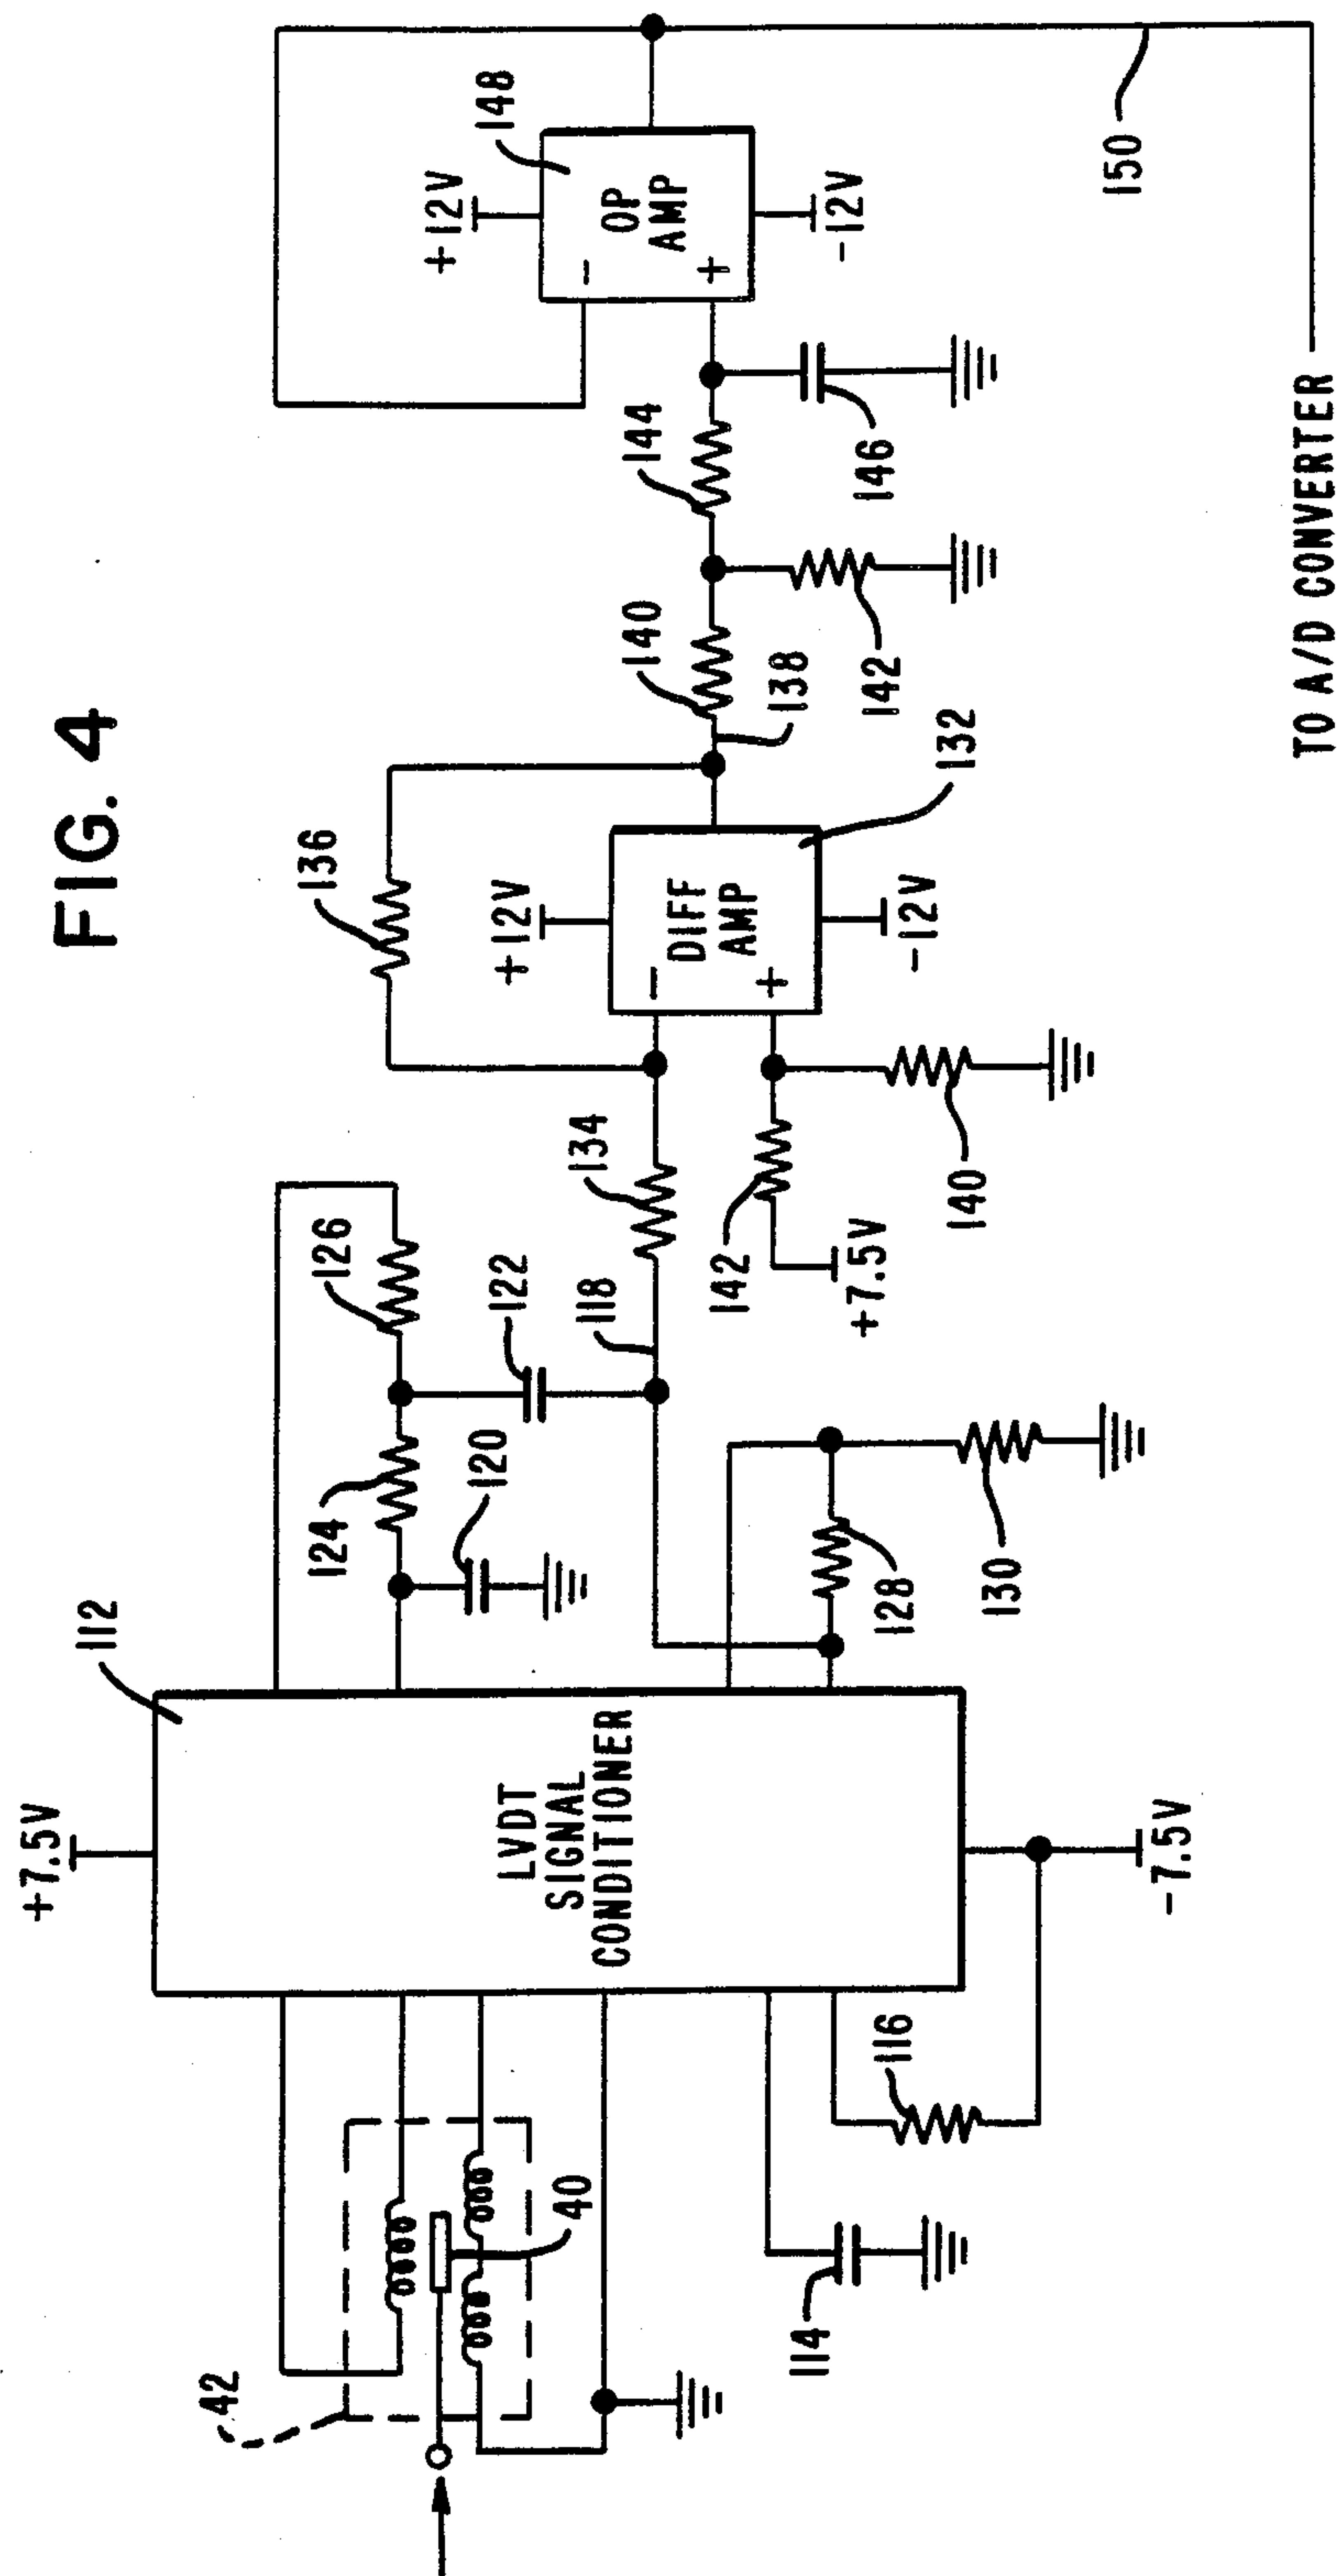 FIG. 4
+7.5V
112
LVDT
SIGNAL
CONDITIONER
-7.5V
42
40
114
116
124
126
120
122
118
128
130
134
136
142
+7.5V
140
+12V
DIFF
AMP
-
+
-12V
132
138
140
142
144
146
+12V
148
OP
AMP
-
+
-12V
150
TO A/D CONVERTER